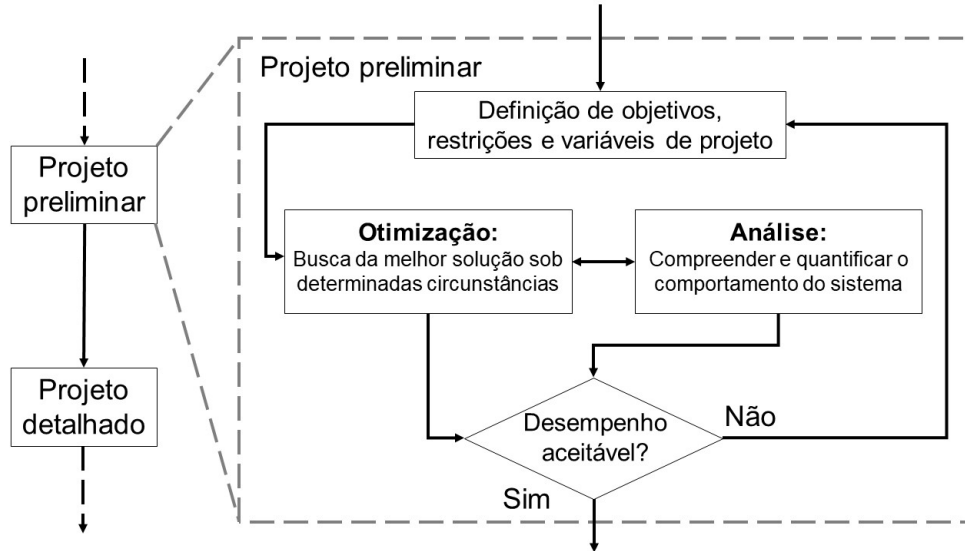 Projeto preliminar
Definição de objetivos,
restrições e variáveis de projeto
Projeto
preliminar
Otimização:
Busca da melhor solução sob
determinadas circunstâncias
Análise:
Compreender e quantificar o
comportamento do sistema
Projeto
detalhado
Desempenho
aceitável?
Não
Sim